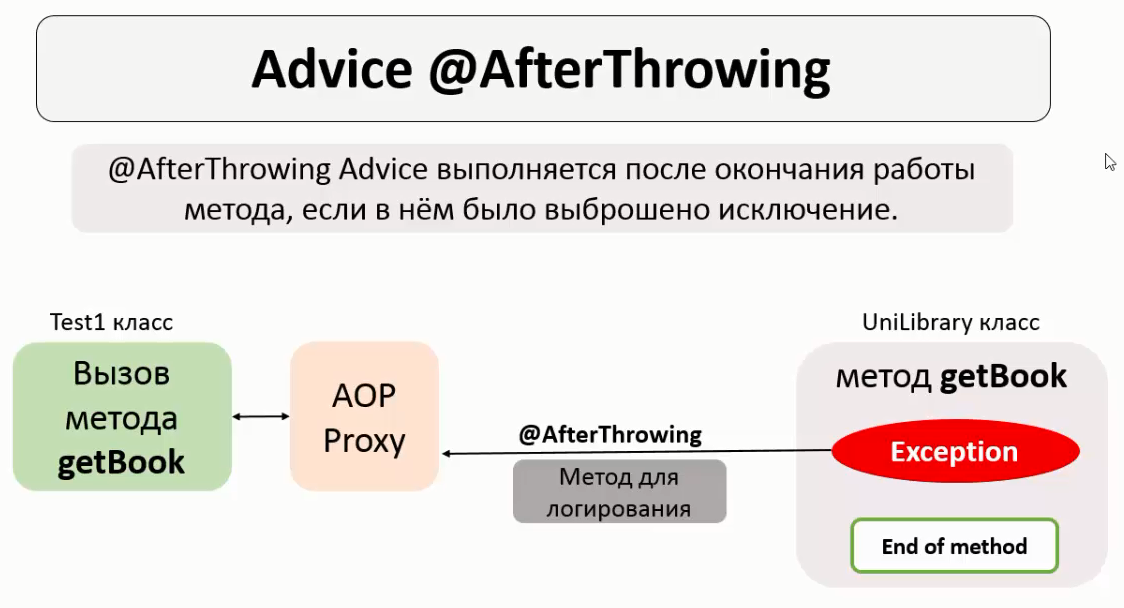 Advice @AfterThrowing
@AfterThrowing Advice выполняется после окончания работы
метода, если в нём было выброшено исключение.
Test1 класс
Вызов
метода
getBook
AOP
Proxy
@AfterThrowing
Метод для
логирования
UniLibrary класс
метод getBook
Exception
End of method